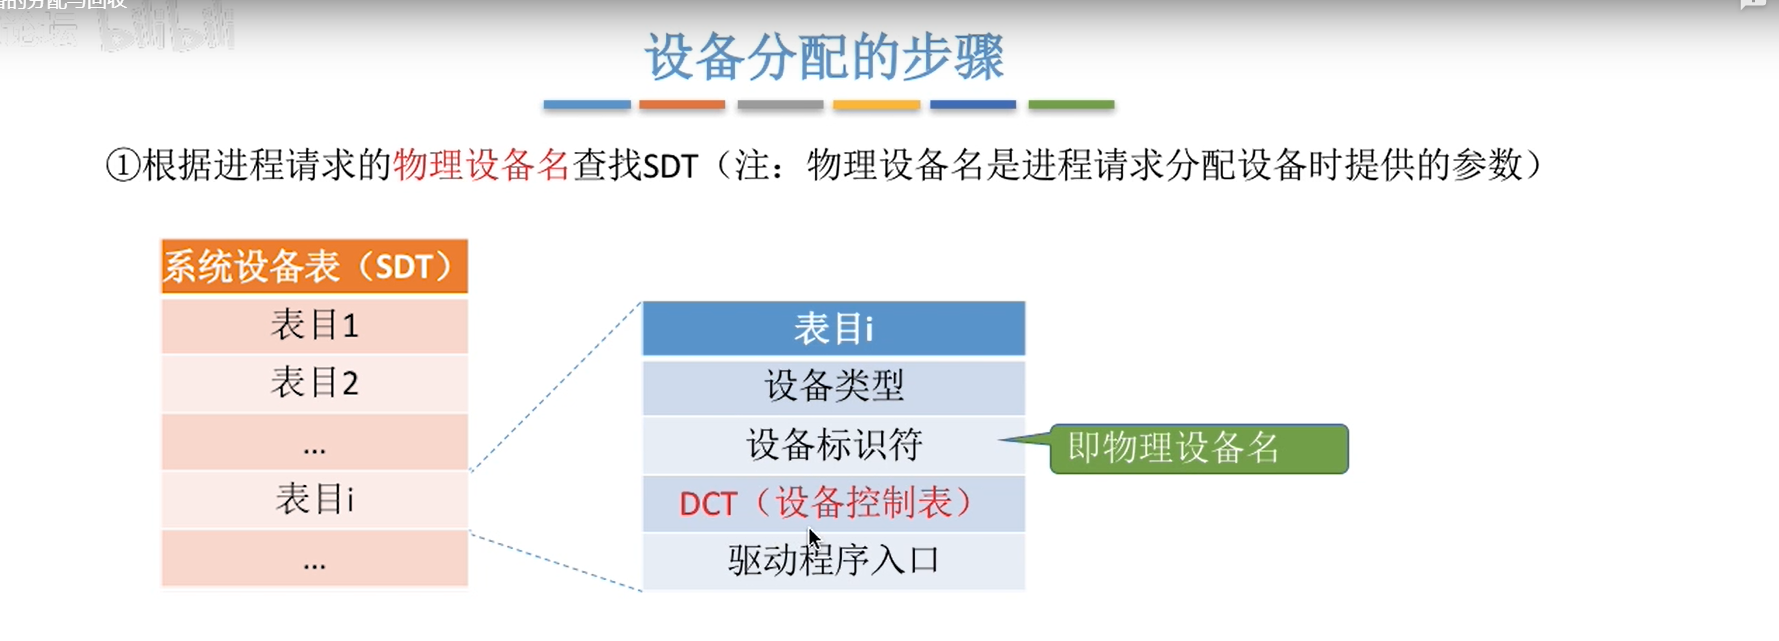 的分配与回收
bilibili
设备分配的步骤
①根据进程请求的物理设备名查找SDT（注：物理设备名是进程请求分配设备时提供的参数）
系统设备表（SDT）
表目1
表目2
...
表目i
...
表目i
设备类型
设备标识符
DCT（设备控制表）
驱动程序入口
即物理设备名